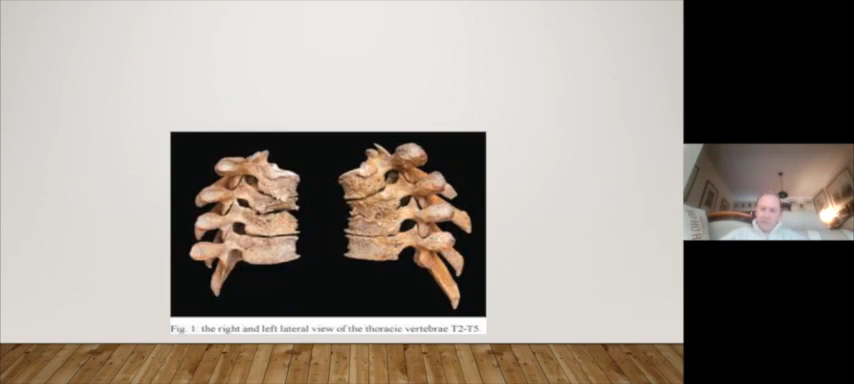 Fig. 1: the right and left lateral view of the thoracic vertebrae T2-T5.